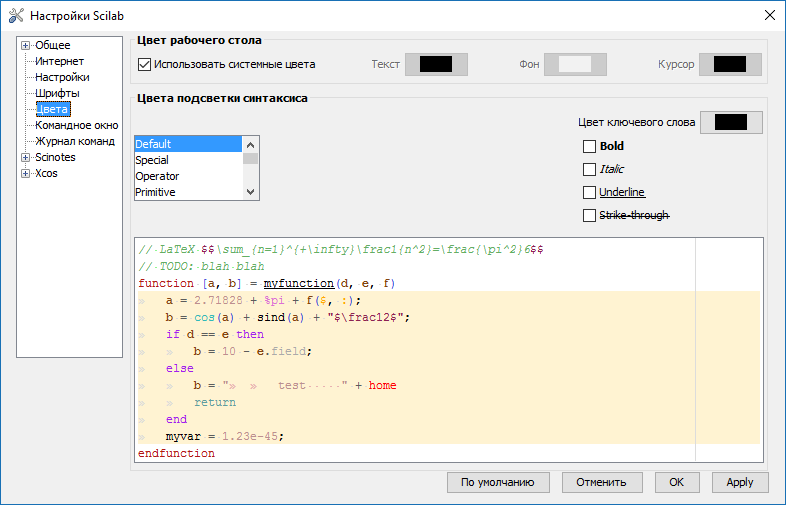 Настройки Scilab
Общее
Интернет
Настройки
Шрифты
Цвета
Командное окно
Журнал команд
Scinotes
Xcos
Цвет рабочего стола
Использовать системные цвета
Текст
Фон
Курсор
Цвета подсветки синтаксиса
Цвет ключевого слова
Default
Special
Operator
Primitive
Bold
Italic
Underline
Strike-through
//·LaTeX·$$\sum_{n=1}^{+\infty}\frac1{n^2}=\frac{\pi^2}6$$
//·TODO:·blah·blah
function [a, b] = myfunction(d, e, f)
»   a = 2.71828 + %pi + f($, :);
»   b = cos(a) + sind(a) + "$\frac12$";
»   if d == e then
»   »   b = 10 - e.field;
»   else
»   »   b = "»  »   test·····" + home
»   »   return
»   end
»   myvar = 1.23e-45;
endfunction
По умолчанию
Отменить
OK
Apply